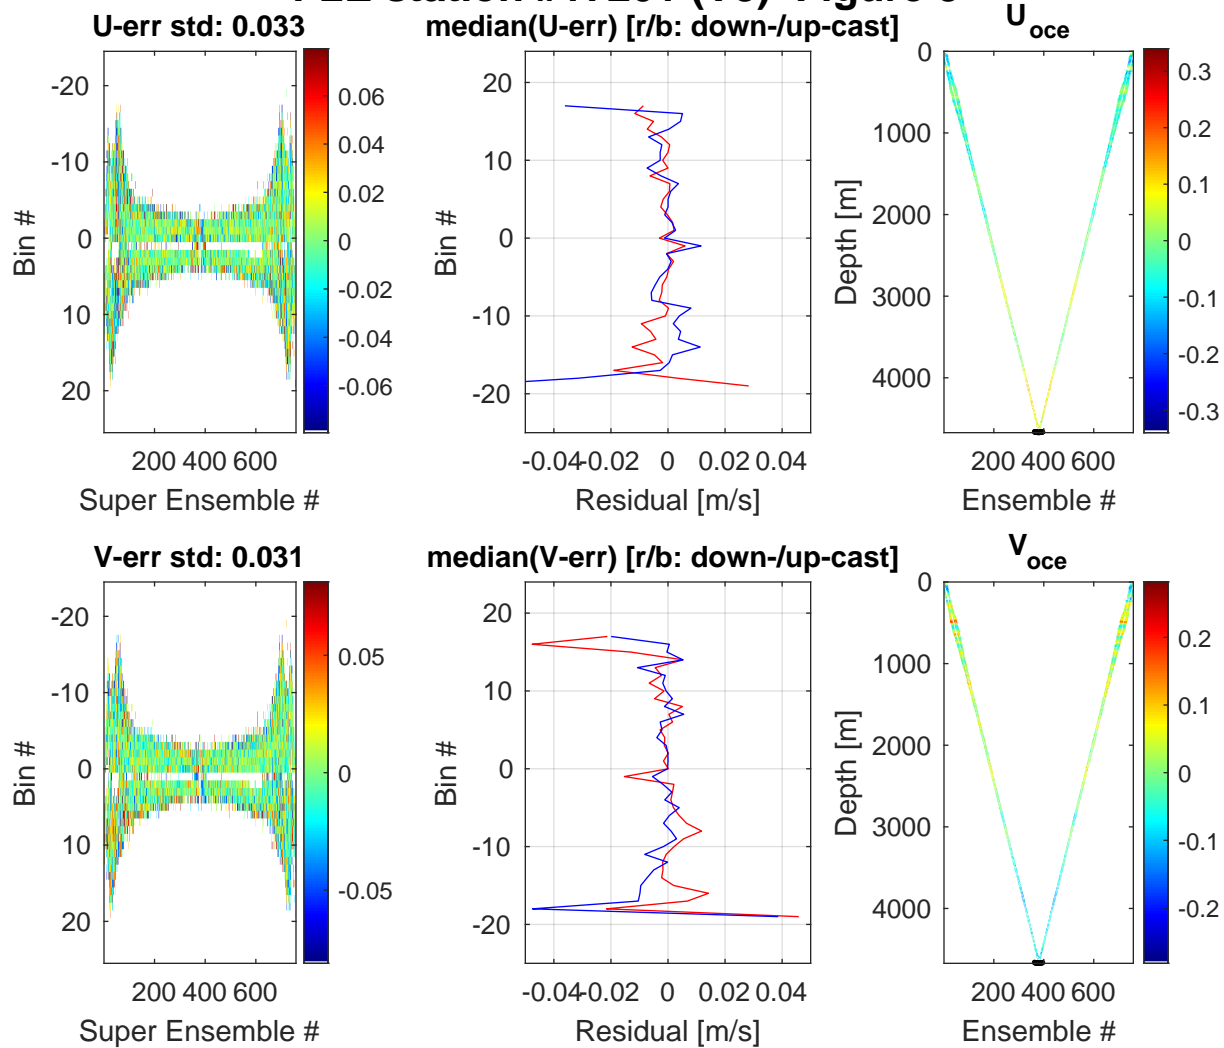 U-err std: 0.033
median(U-err) [r/b: down-/up-cast]
U oce
-20
-10
0
10
20
Bin #
200 400 600
Super Ensemble #
0.06
0.04
0.02
0
-0.02
-0.04
-0.06
20
10
0
-10
-20
Bin #
-0.04 -0.02 0 0.02 0.04
Residual [m/s]
0
1000
2000
3000
4000
Depth [m]
200 400 600
Ensemble #
0.3
0.2
0.1
0
-0.1
-0.2
-0.3
V-err std: 0.031
median(V-err) [r/b: down-/up-cast]
V oce
-20
-10
0
10
20
Bin #
200 400 600
Super Ensemble #
0.05
0
-0.05
20
10
0
-10
-20
Bin #
-0.04 -0.02 0 0.02 0.04
Residual [m/s]
0
1000
2000
3000
4000
Depth [m]
200 400 600
Ensemble #
0.2
0.1
0
-0.1
-0.2